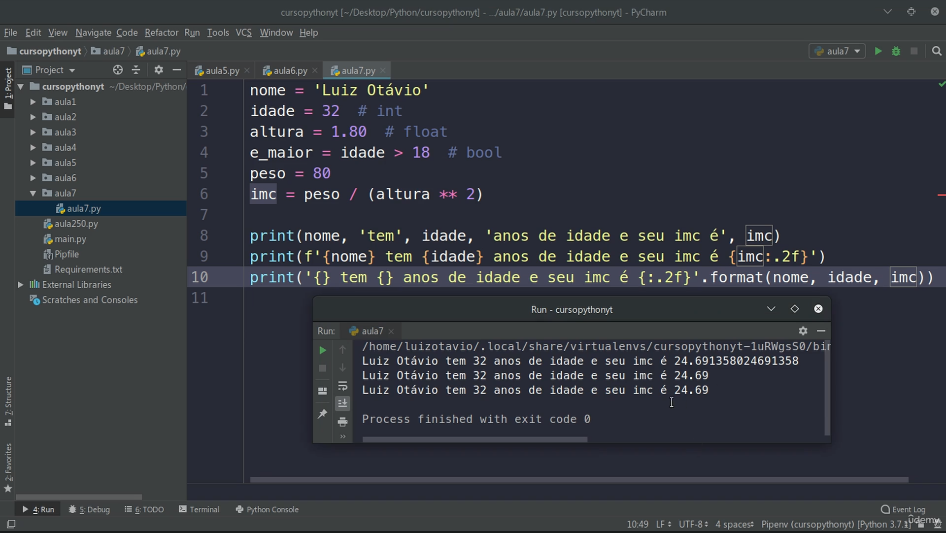 cursopythonyt [~/Desktop/Python/cursopythonyt] - .../aula7/aula7.py [cursopythonyt] - PyCharm
File Edit View Navigate Code Refactor Run Tools VCS Window Help
cursopythonyt aula7 aula7.py
aula7
1: Project
Project
aula5.py
aula6.py
aula7.py
cursopythonyt ~/Desktop/Python/
aula1
aula2
aula3
aula4
aula5
aula6
aula7
aula7.py
aula250.py
main.py
Pipfile
Requirements.txt
External Libraries
Scratches and Consoles
1 nome = 'Luiz Otávio'
2 idade = 32 # int
3 altura = 1.80 # float
4 e_maior = idade > 18 # bool
5 peso = 80
6 imc = peso / (altura ** 2)
7
8 print(nome, 'tem', idade, 'anos de idade e seu imc é', imc)
9 print(f'{nome} tem {idade} anos de idade e seu imc é {imc:.2f}')
10 print('{} tem {} anos de idade e seu imc é {:.2f}'.format(nome, idade, imc))
11
Run - cursopythonyt
Run: aula7
/home/luizotavio/.local/share/virtualenvs/cursopythonyt-1uRWgsS0/bin
Luiz Otávio tem 32 anos de idade e seu imc é 24.691358024691358
Luiz Otávio tem 32 anos de idade e seu imc é 24.69
Luiz Otávio tem 32 anos de idade e seu imc é 24.69
Process finished with exit code 0
7: Structure
2: Favorites
4: Run 5: Debug 6: TODO Terminal Python Console Event Log
10:49 LF UTF-8 4 spaces Pipenv (cursopythonyt) [Python 3.7.1]
Udemy